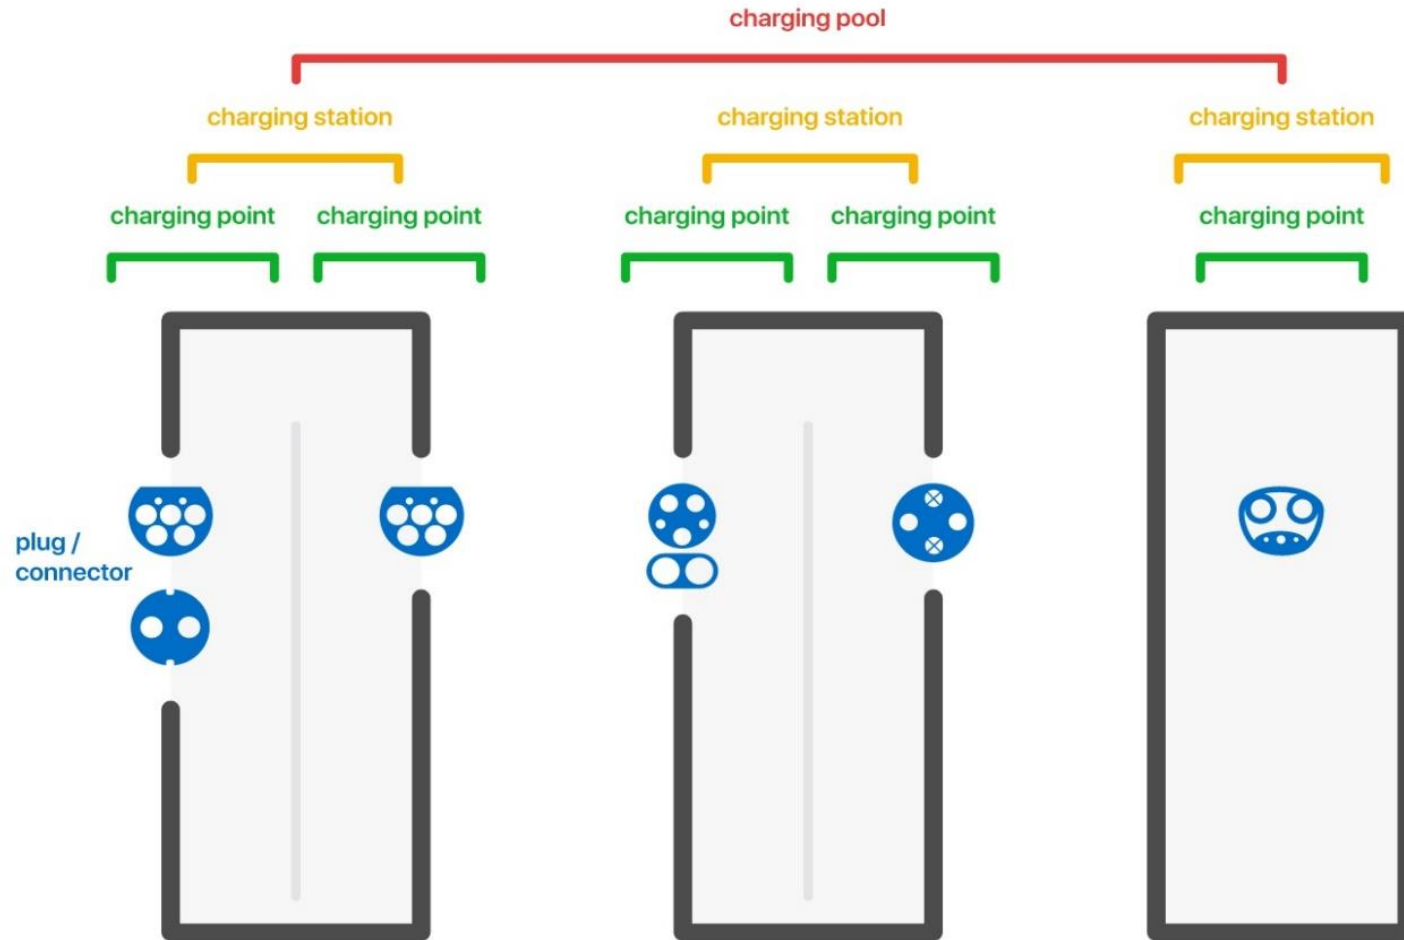 charging pool
charging station
charging station
charging station
charging point
charging point
charging point
charging point
charging point
plug /
connector